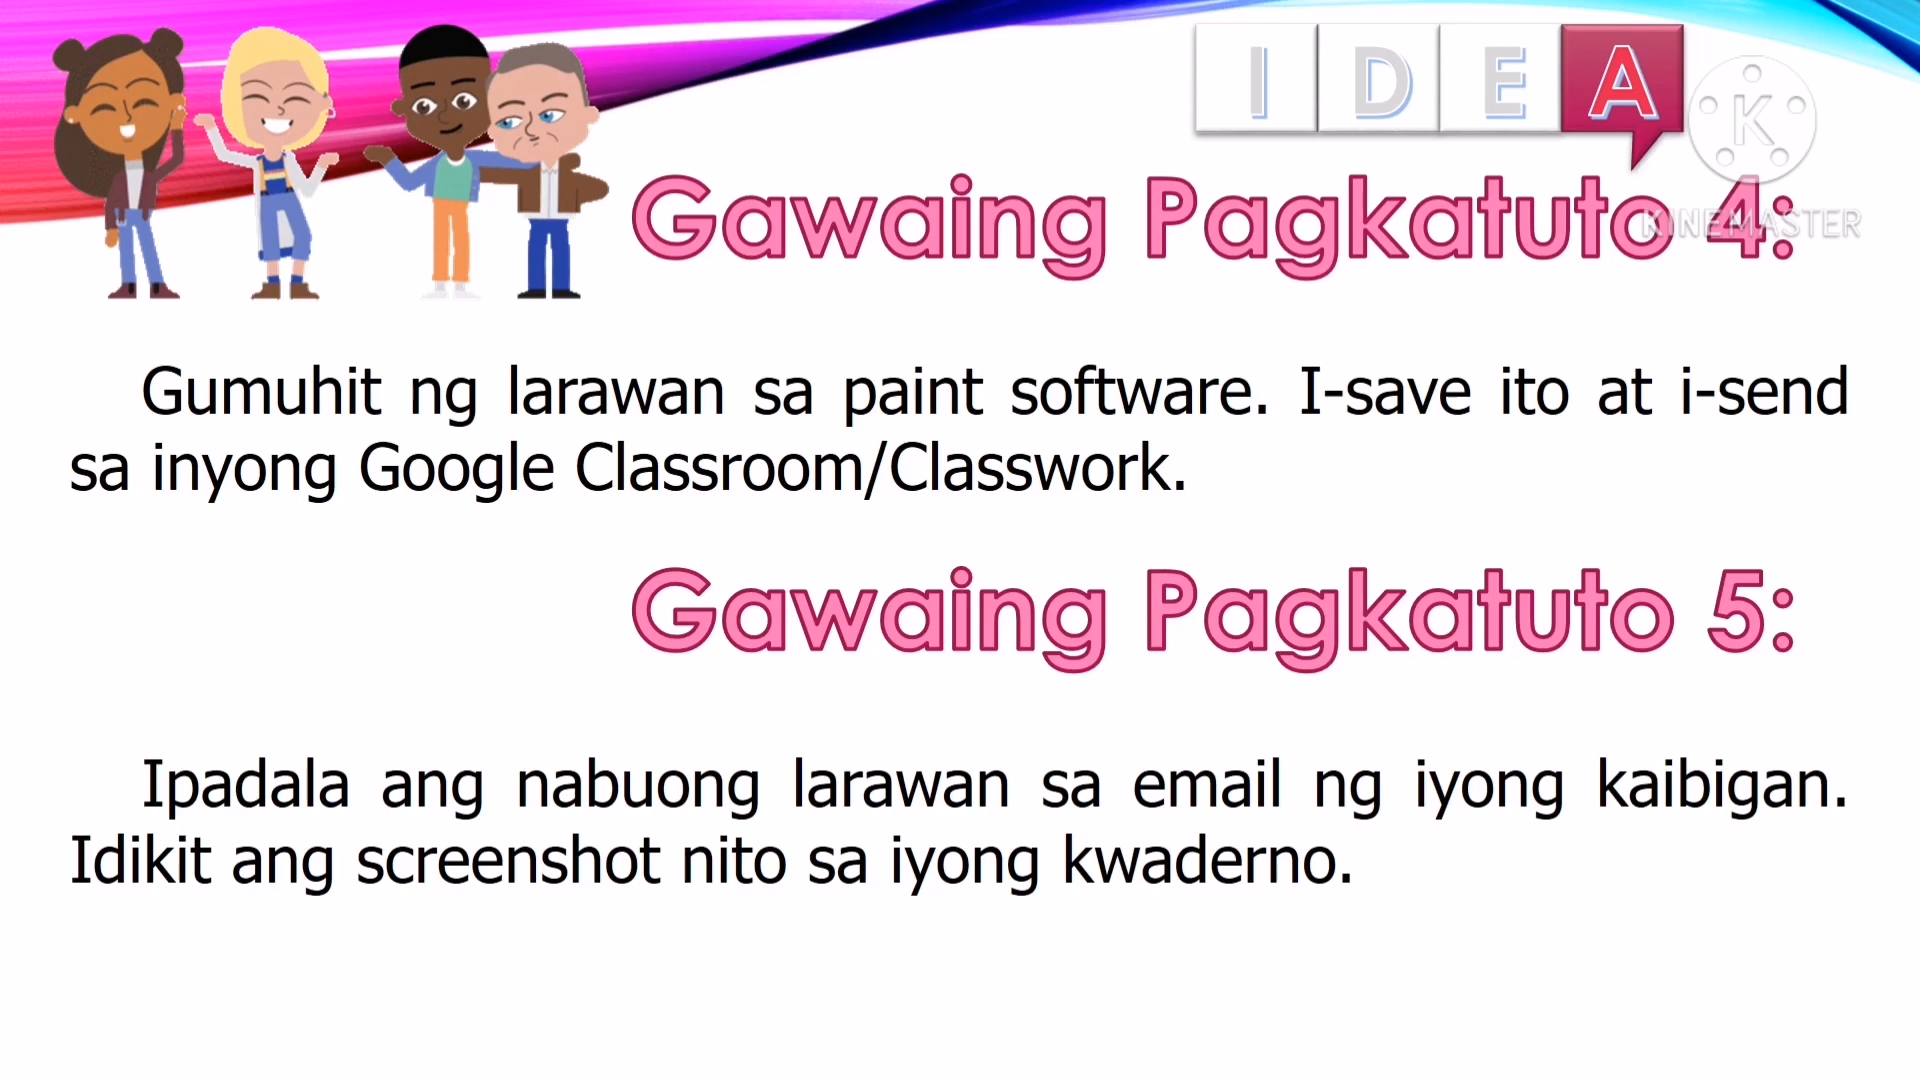 IDEA
K
KINEMASTER
Gawaing Pagkatuto 4:
Gumuhit ng larawan sa paint software. I-save ito at i-send
sa inyong Google Classroom/Classwork.
Gawaing Pagkatuto 5:
Ipadala ang nabuong larawan sa email ng iyong kaibigan.
Idikit ang screenshot nito sa iyong kwaderno.